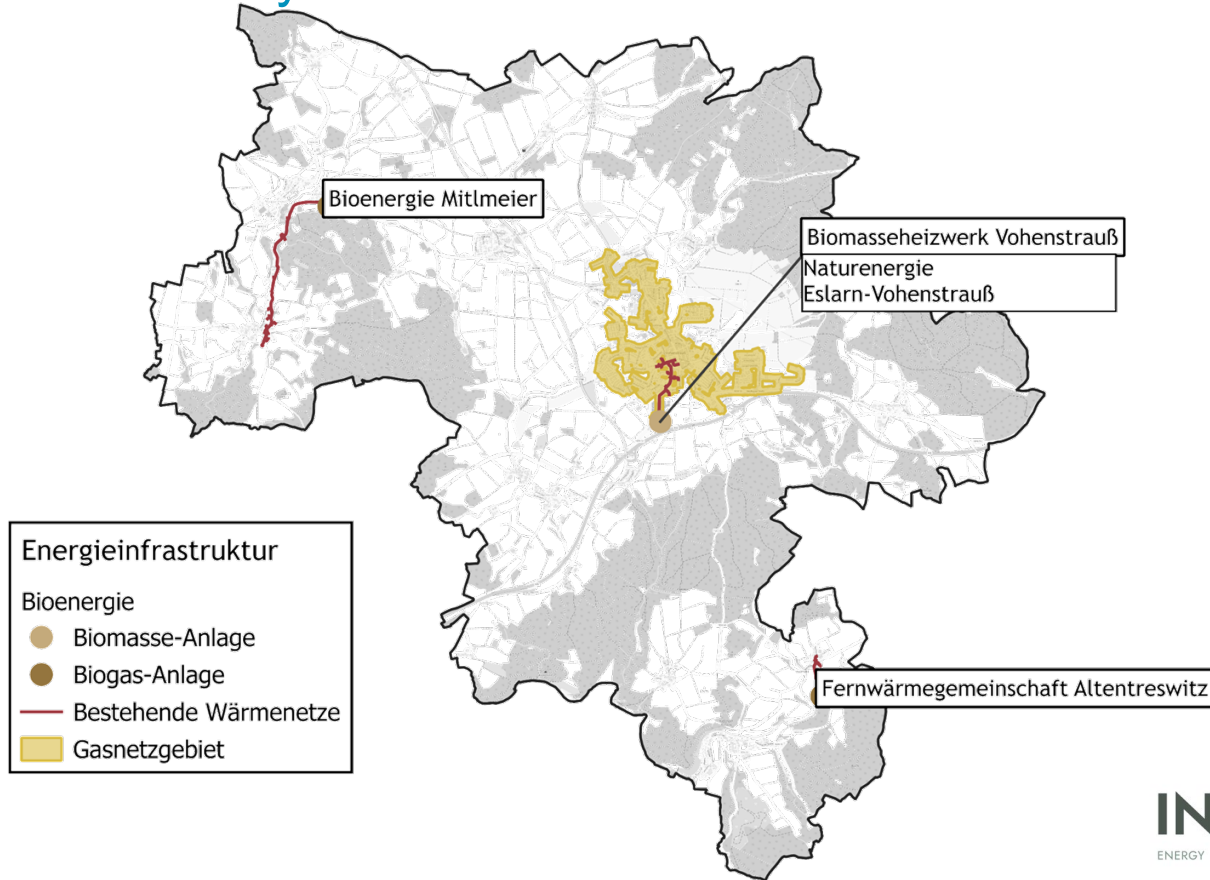 Bioenergie Mitlmeier
Biomasseheizwerk Vohenstrauß
Naturenergie
Eslarn-Vohenstrauß
Energieinfrastruktur
Bioenergie
Biomasse-Anlage
Biogas-Anlage
Bestehende Wärmenetze
Gasnetzgebiet
Fernwärmegemeinschaft Altentreswitz
IN
ENERGY